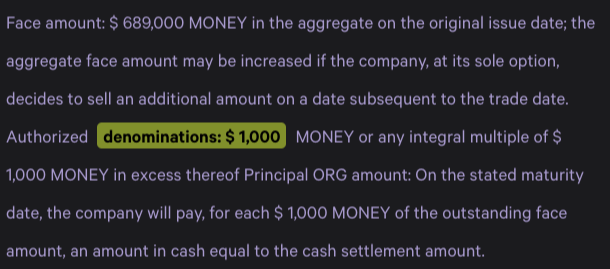 Face amount: $ 689,000 MONEY in the aggregate on the original issue date; the
aggregate face amount may be increased if the company, at its sole option,
decides to sell an additional amount on a date subsequent to the trade date.
Authorized denominations: $ 1,000 MONEY or any integral multiple of $
1,000 MONEY in excess thereof Principal ORG amount: On the stated maturity
date, the company will pay, for each $ 1,000 MONEY of the outstanding face
amount, an amount in cash equal to the cash settlement amount.